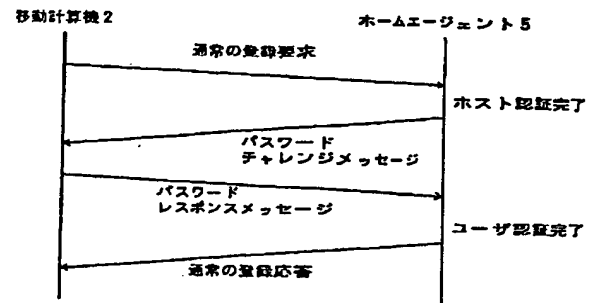 移動計算機2
ホームエージェント5
通常の登録要求
ホスト認証完了
パスワード
チャレンジメッセージ
パスワード
レスポンスメッセージ
ユーザ認証完了
通常の登録応答